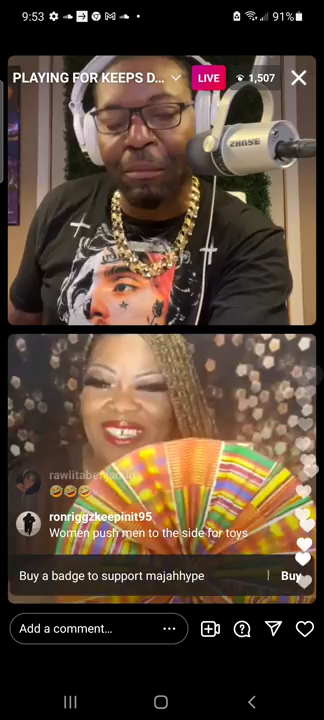 9:53
91%
PLAYING FOR KEEPS D...
LIVE
1,507
rawlitaben
🤣🤣🤣
ronriggzkeepinit95
Women push men to the side for toys
Buy a badge to support majahhype
Buy
Add a comment...